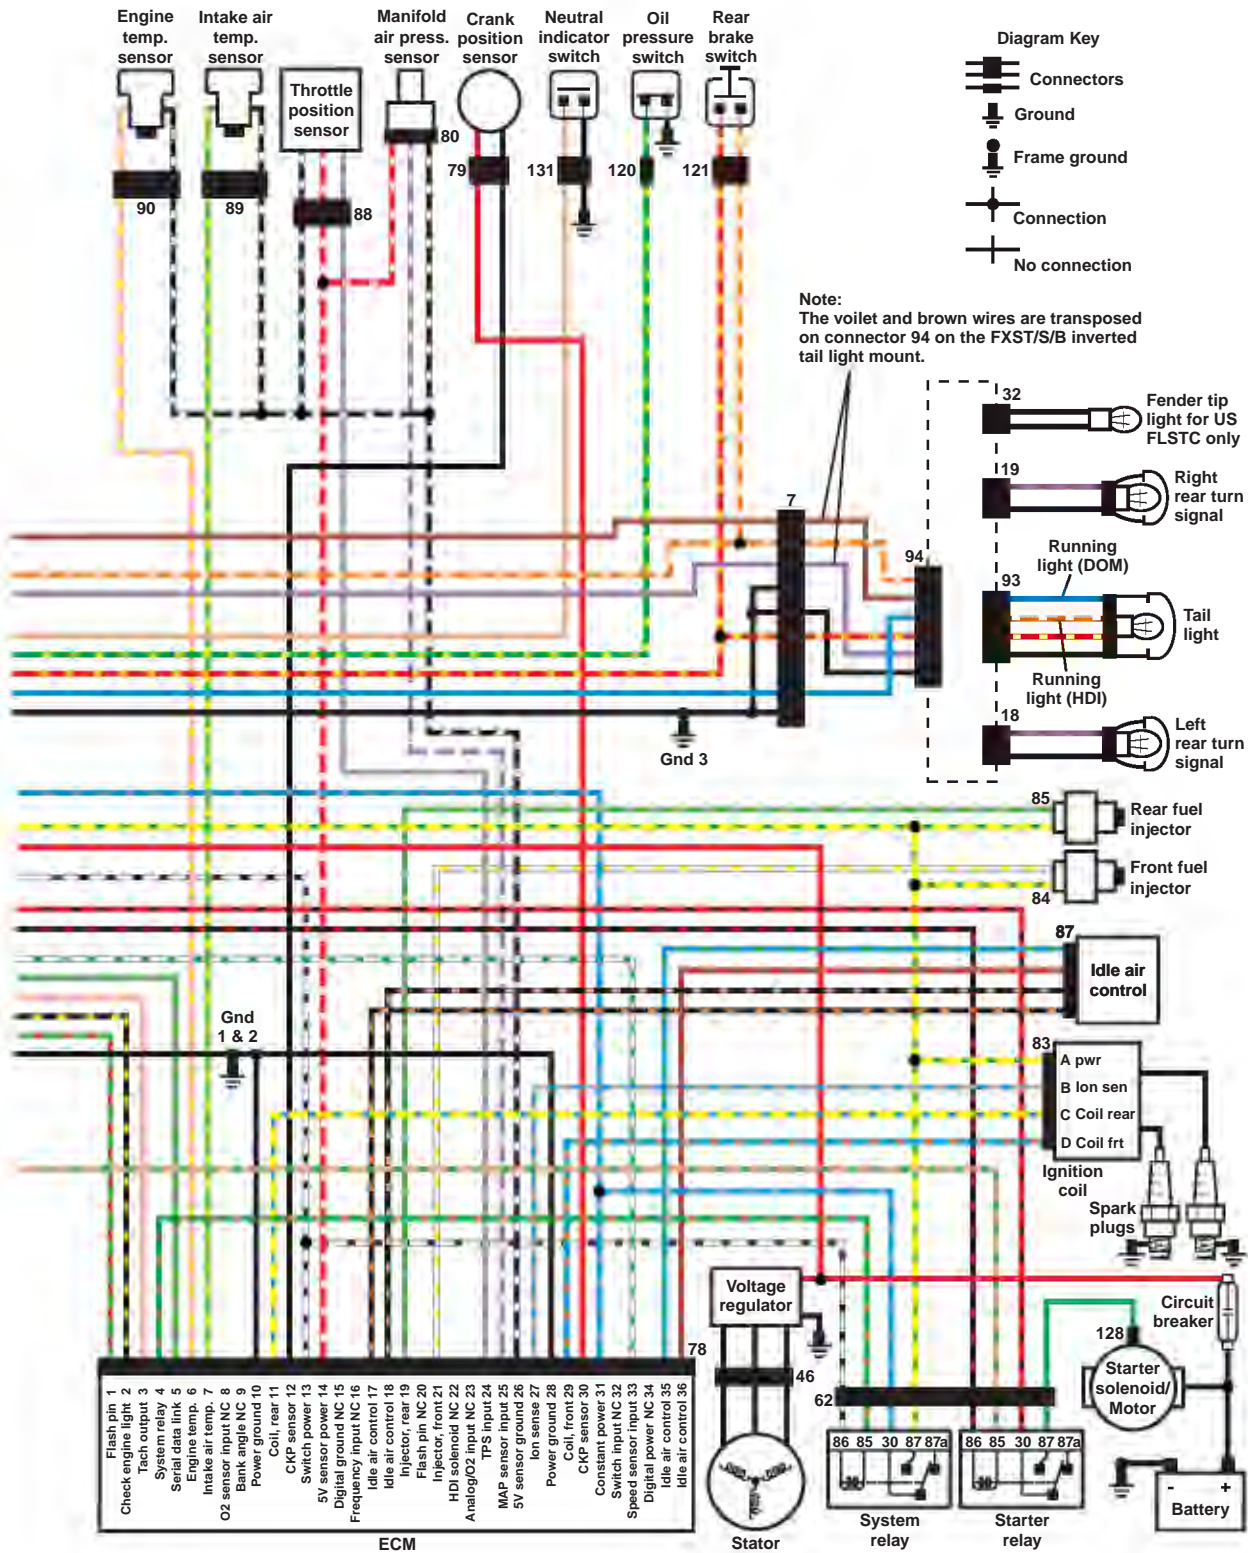 Engine
temp.
sensor
Intake air
temp.
sensor
Manifold
air press.
sensor
Crank
position
sensor
Neutral
indicator
switch
Oil
pressure
switch
Rear
brake
switch
Diagram Key
Connectors
Ground
Frame ground
Connection
No connection
Throttle
position
sensor
80
79
131
120
121
90
89
88
Note:
The voilet and brown wires are transposed
on connector 94 on the FXST/S/B inverted
tail light mount.
32
Fender tip
light for US
FLSTC only
19
Right
rear turn
signal
7
94
Running
light (DOM)
93
Tail
light
Running
light (HDI)
18
Left
rear turn
signal
Gnd 3
85
Rear fuel
injector
Front fuel
injector
84
87
Idle air
control
Gnd
1 & 2
83
A pwr
B Ion sen
C Coil rear
D Coil frt
Ignition
coil
Spark
plugs
Voltage
regulator
Circuit
breaker
128
Starter
solenoid/
Motor
78
46
62
Flash pin 1
Check engine light 2
Tach output 3
System relay 4
Serial data link 5
Engine temp. 6
Intake air temp. 7
O2 sensor input NC 8
Bank angle NC 9
Power ground 10
Coil, rear 11
CKP sensor 12
Switch power 13
5V sensor power 14
Digital ground NC 15
Frequency input NC 16
Idle air control 17
Idle air control 18
Injector, rear 19
Flash pin NC 20
Injector, front 21
HDI solenoid NC 22
Analog/O2 input NC 23
TPS input 24
MAP sensor input 25
5V sensor ground 26
Ion sense 27
Power ground 28
Coil, front 29
CKP sensor 30
Constant power 31
Switch input NC 32
Speed sensor input 33
Digital power NC 34
Idle air control 35
Idle air control 36
ECM
Stator
86 85 30 87 87a
System
relay
86 85 30 87 87a
Starter
relay
- +
Battery